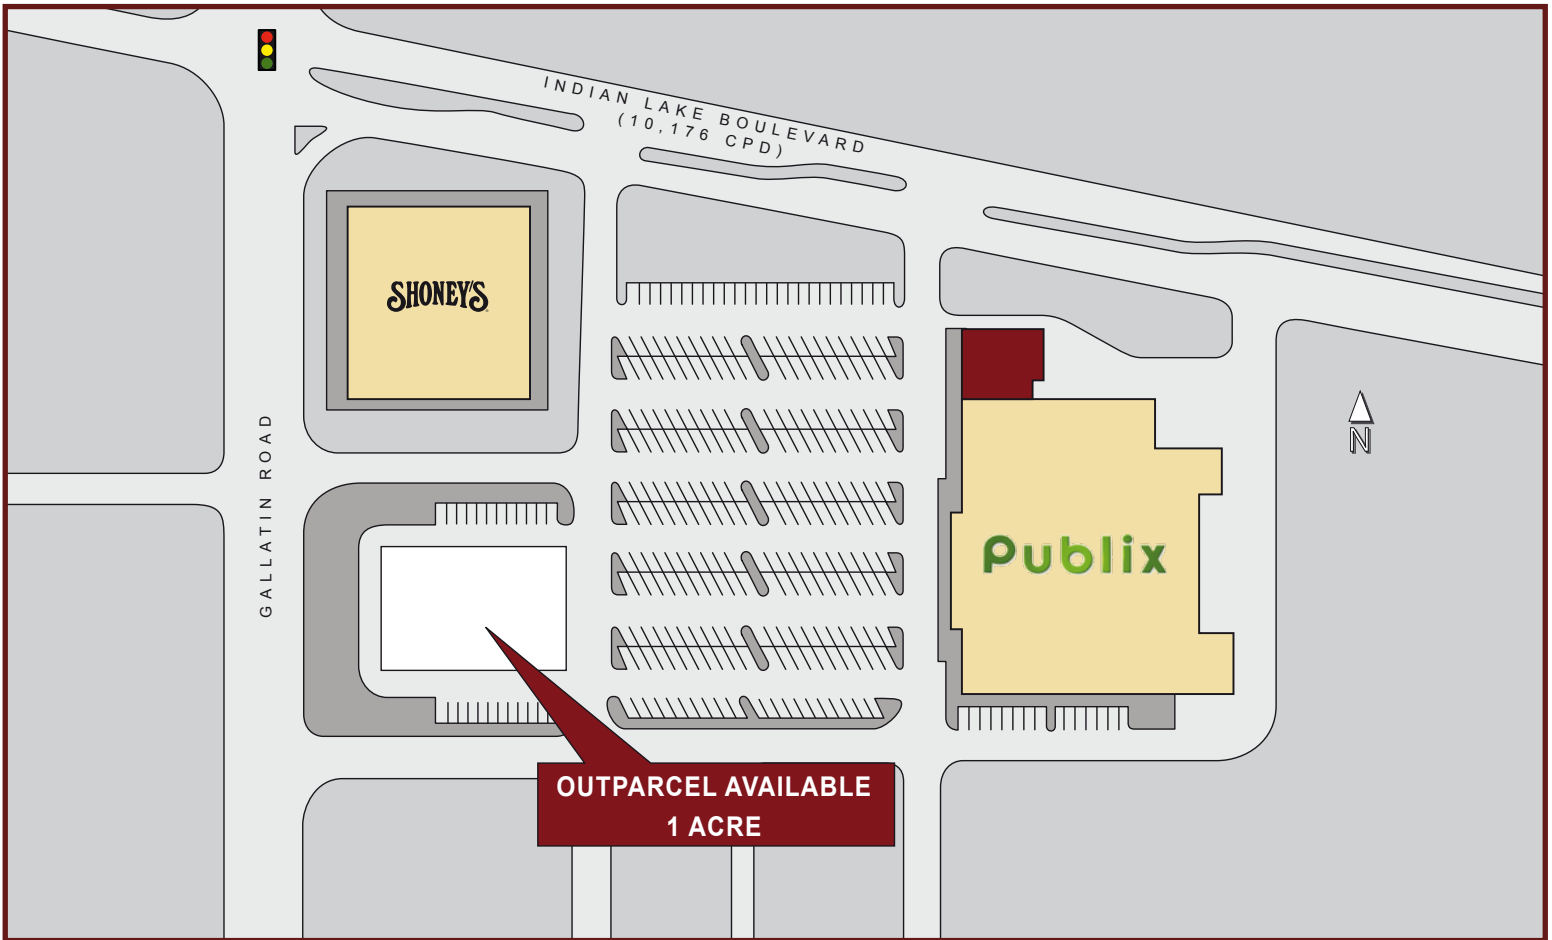 INDIAN LAKE BOULEVARD
(10,176 CPD)
SHONEY'S
GALLATIN ROAD
N
Publix
OUTPARCEL AVAILABLE
1 ACRE